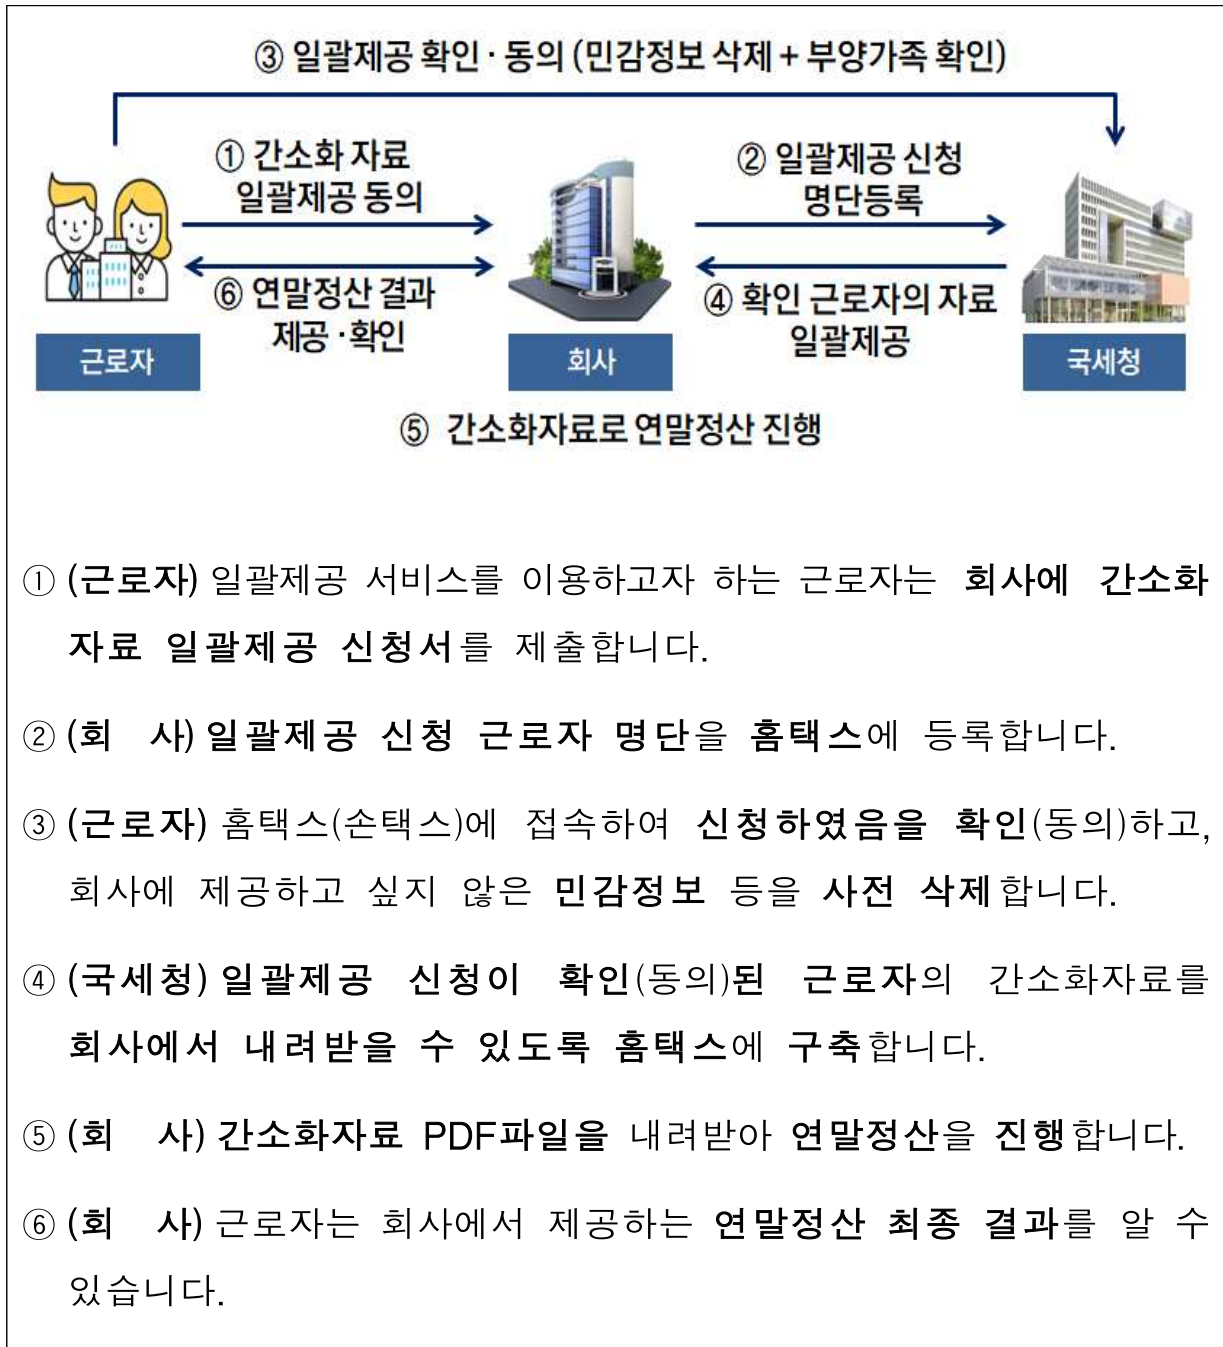 ③ 일괄제공 확인 · 동의 (민감정보 삭제 + 부양가족 확인)
① 간소화 자료
일괄제공 동의
② 일괄제공 신청
명단등록
⑥ 연말정산 결과
제공 · 확인
④ 확인 근로자의 자료
일괄제공
근로자
회사
국세청
⑤ 간소화자료로 연말정산 진행
① (근로자) 일괄제공 서비스를 이용하고자 하는 근로자는 회사에 간소화
자료 일괄제공 신청서를 제출합니다.
② (회 사) 일괄제공 신청 근로자 명단을 홈택스에 등록합니다.
③ (근로자) 홈택스(손택스)에 접속하여 신청하였음을 확인(동의)하고,
회사에 제공하고 싶지 않은 민감정보 등을 사전 삭제합니다.
④ (국세청) 일괄제공 신청이 확인(동의)된 근로자의 간소화자료를
회사에서 내려받을 수 있도록 홈택스에 구축합니다.
⑤ (회 사) 간소화자료 PDF파일을 내려받아 연말정산을 진행합니다.
⑥ (회 사) 근로자는 회사에서 제공하는 연말정산 최종 결과를 알 수
있습니다.